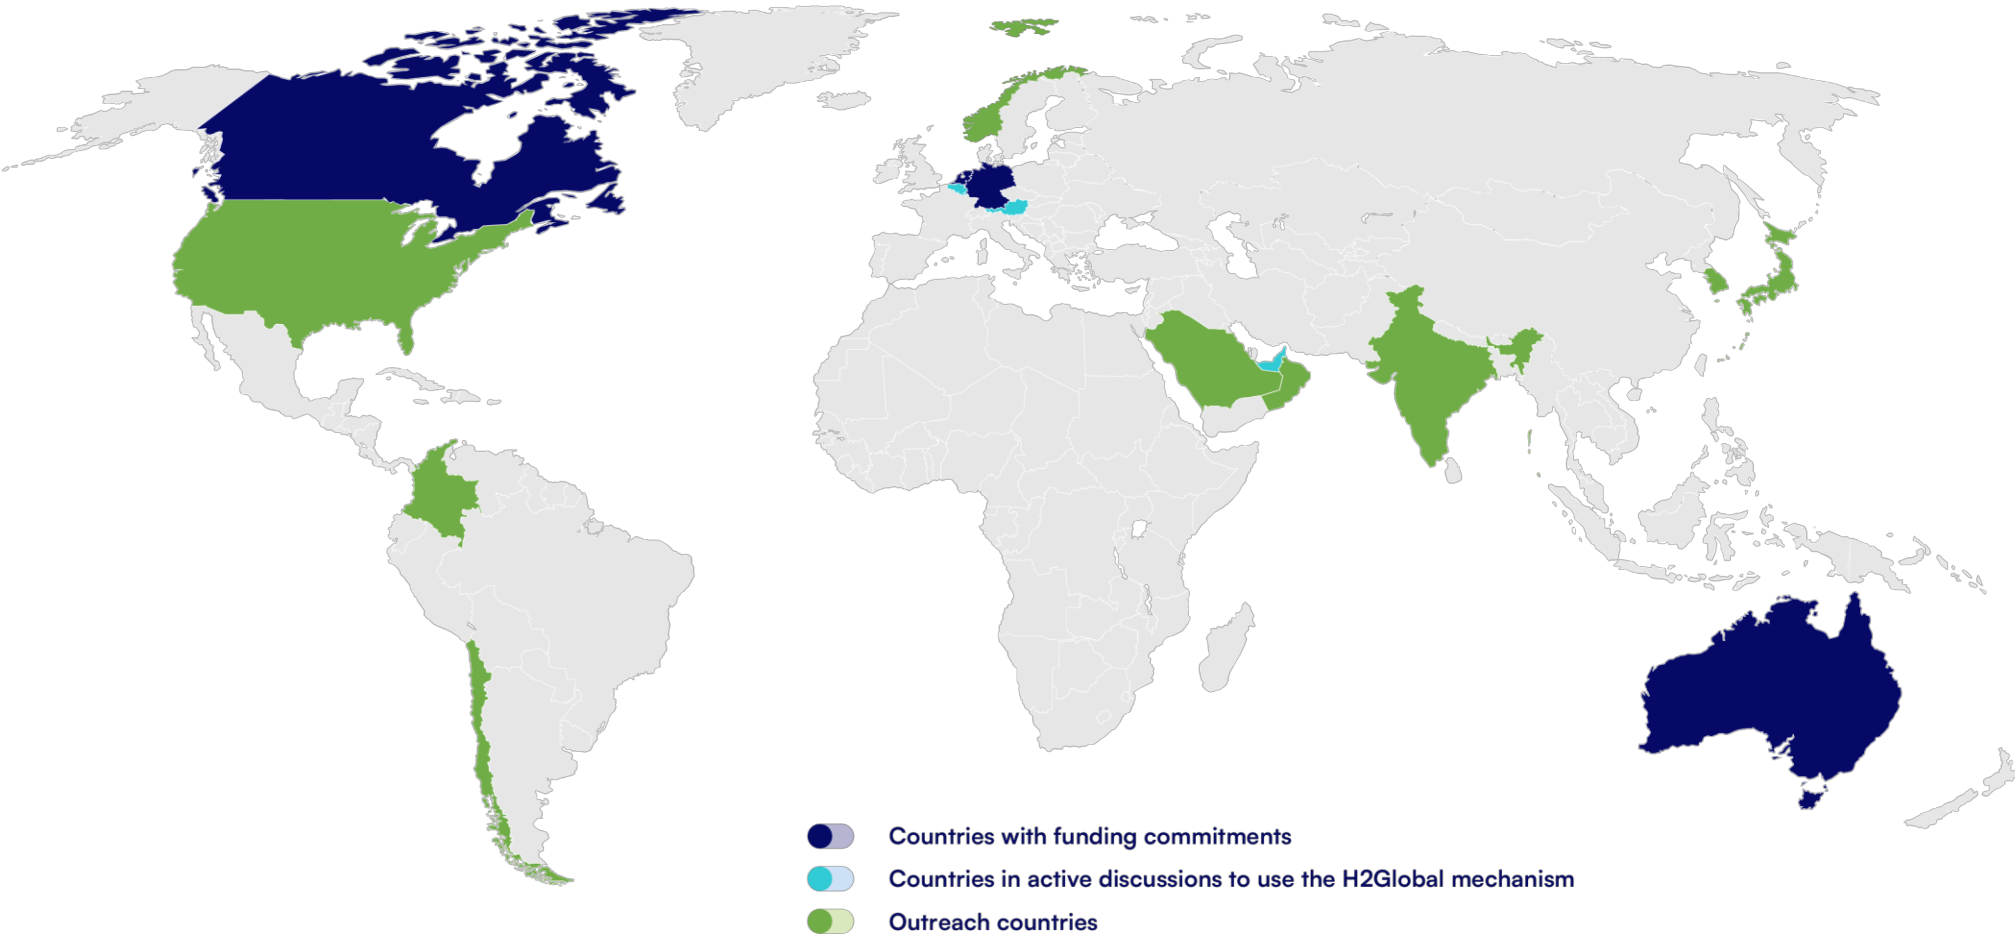 Countries with funding commitments
Countries in active discussions to use the H2Global mechanism
Outreach countries